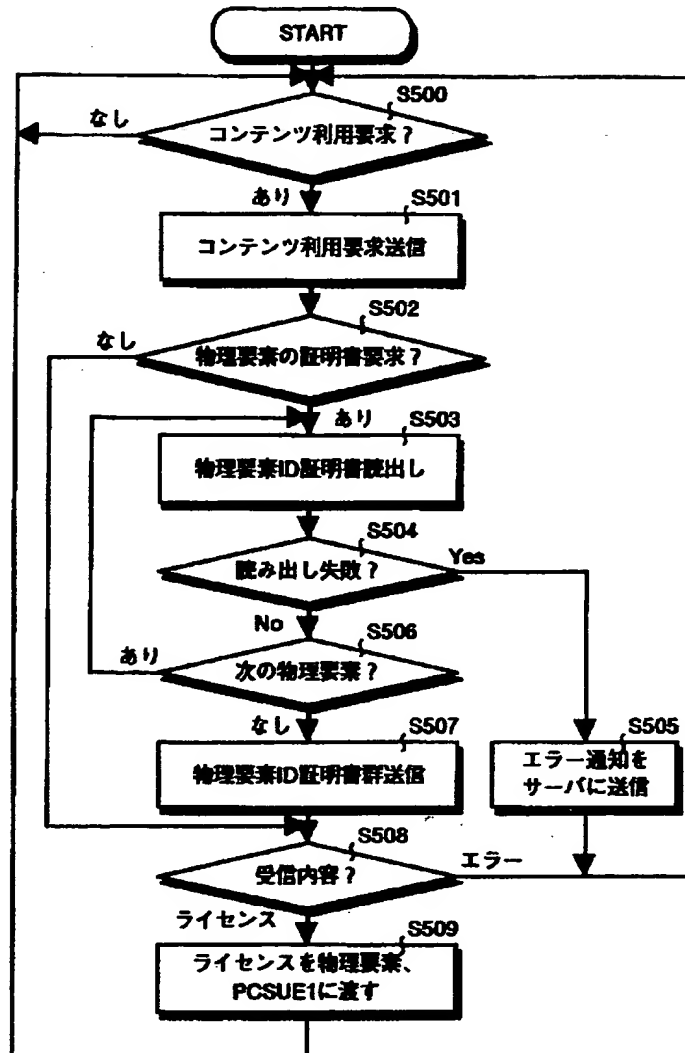 START
S500
コンテンツ利用要求？
なし
あり
S501
コンテンツ利用要求送信
S502
物理要素の証明書要求？
なし
あり
S503
物理要素ID証明書読出し
S504
読み出し失敗？
Yes
No
S506
次の物理要素？
あり
なし
S507
物理要素ID証明書群送信
S505
エラー通知を
サーバに送信
S508
受信内容？
エラー
ライセンス
S509
ライセンスを物理要素、
PCSUE1に渡す